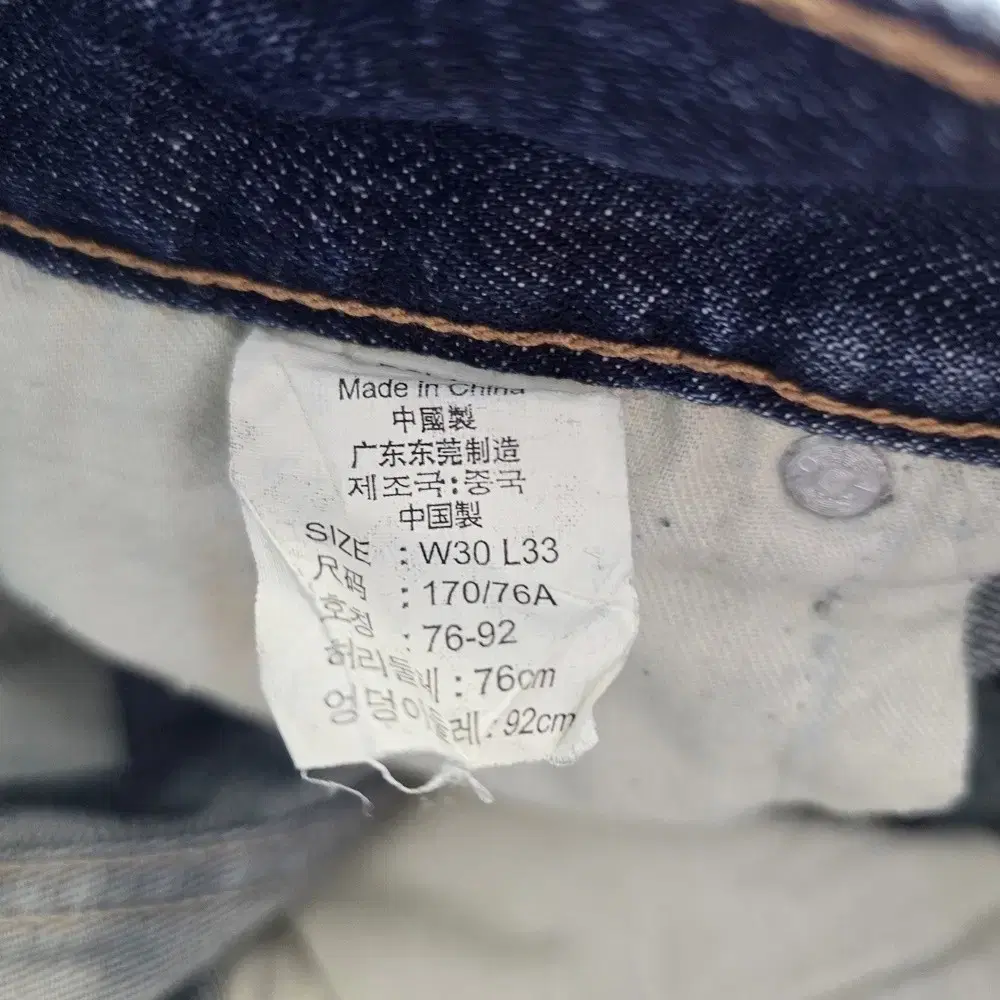 Made in China
中國製
广东东莞制造
제조국:중국
中国製
SIZE : W30 L33
尺码 : 170/76A
호칭 : 76-92
허리둘레 : 76cm
엉덩이둘레 : 92cm